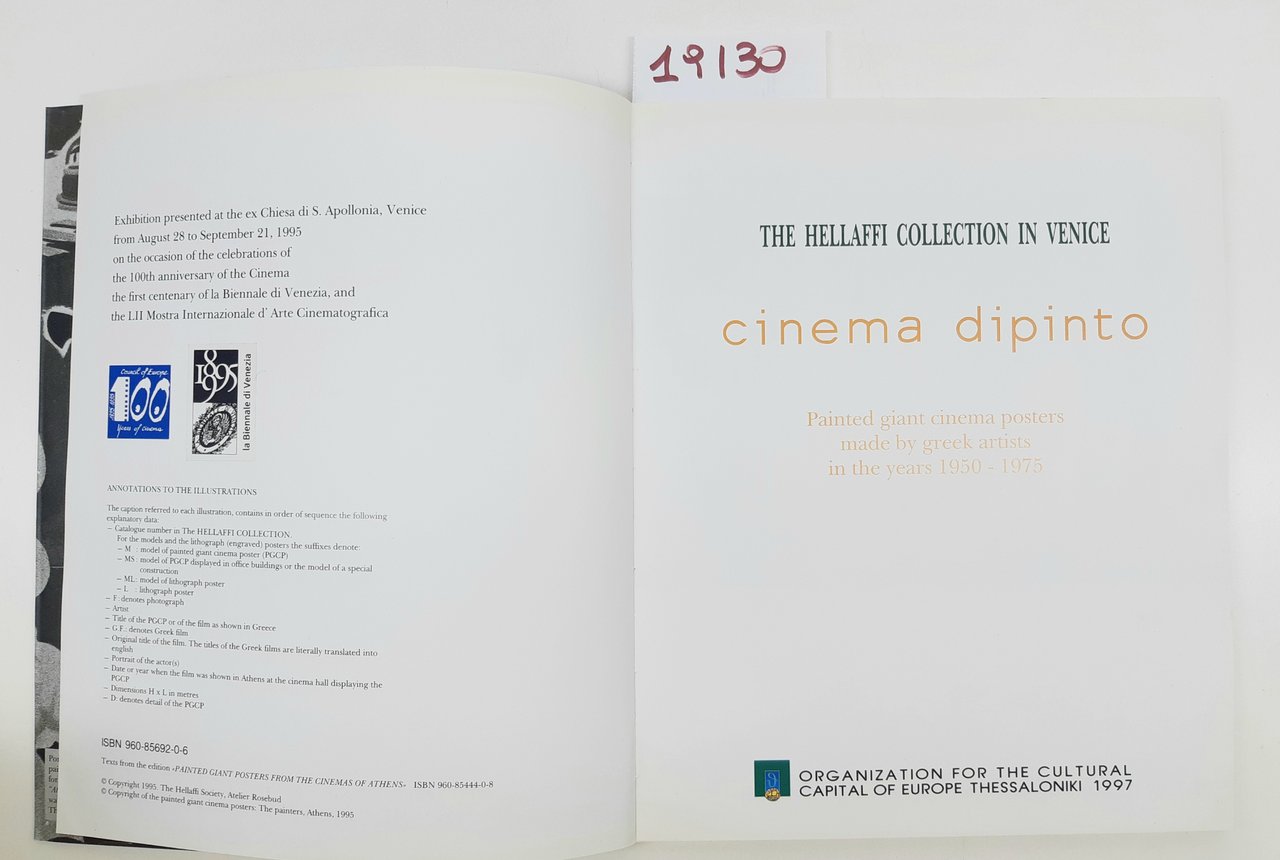 19130
Exhibition presented at the ex Chiesa di S. Apollonia, Venice
from August 28 to September 21, 1995
on the occasion of the celebrations of
the 100th anniversary of the Cinema
the first centenary of la Biennale di Venezia, and
the LII Mostra Internazionale d' Arte Cinematografica
Council of Europe
100
Years of cinema
1895
la Biennale di Venezia
ANNOTATIONS TO THE ILLUSTRATIONS
The caption referred to each illustration, contains in order of sequence the following
explanatory data:
– Catalogue number in The HELLAFFI COLLECTION.
For the models and the lithograph (engraved) posters the suffixes denote:
– M : model of painted giant cinema poster (PGCP)
– MS : model of PGCP displayed in office buildings or the model of a special
construction
– ML : model of lithograph poster
– L : lithograph poster
– F : denotes photograph
– Artist
– Title of the PGCP or of the film as shown in Greece
– G.F.: denotes Greek film
– Original title of the film. The titles of the Greek films are literally translated into
english
– Portrait of the actor(s)
– Date or year when the film was shown in Athens at the cinema hall displaying the
PGCP
– Dimensions H x L in metres
– D: denotes detail of the PGCP
ISBN 960-85692-0-6
Texts from the edition «PAINTED GIANT POSTERS FROM THE CINEMAS OF ATHENS» ISBN 960-85444-0-8
© Copyright 1995. The Hellaffi Society, Atelier Rosebud
© Copyright of the painted giant cinema posters: The painters, Athens, 1995
THE HELLAFFI COLLECTION IN VENICE
cinema dipinto
Painted giant cinema posters
made by greek artists
in the years 1950 - 1975
ORGANIZATION FOR THE CULTURAL
CAPITAL OF EUROPE THESSALONIKI 1997